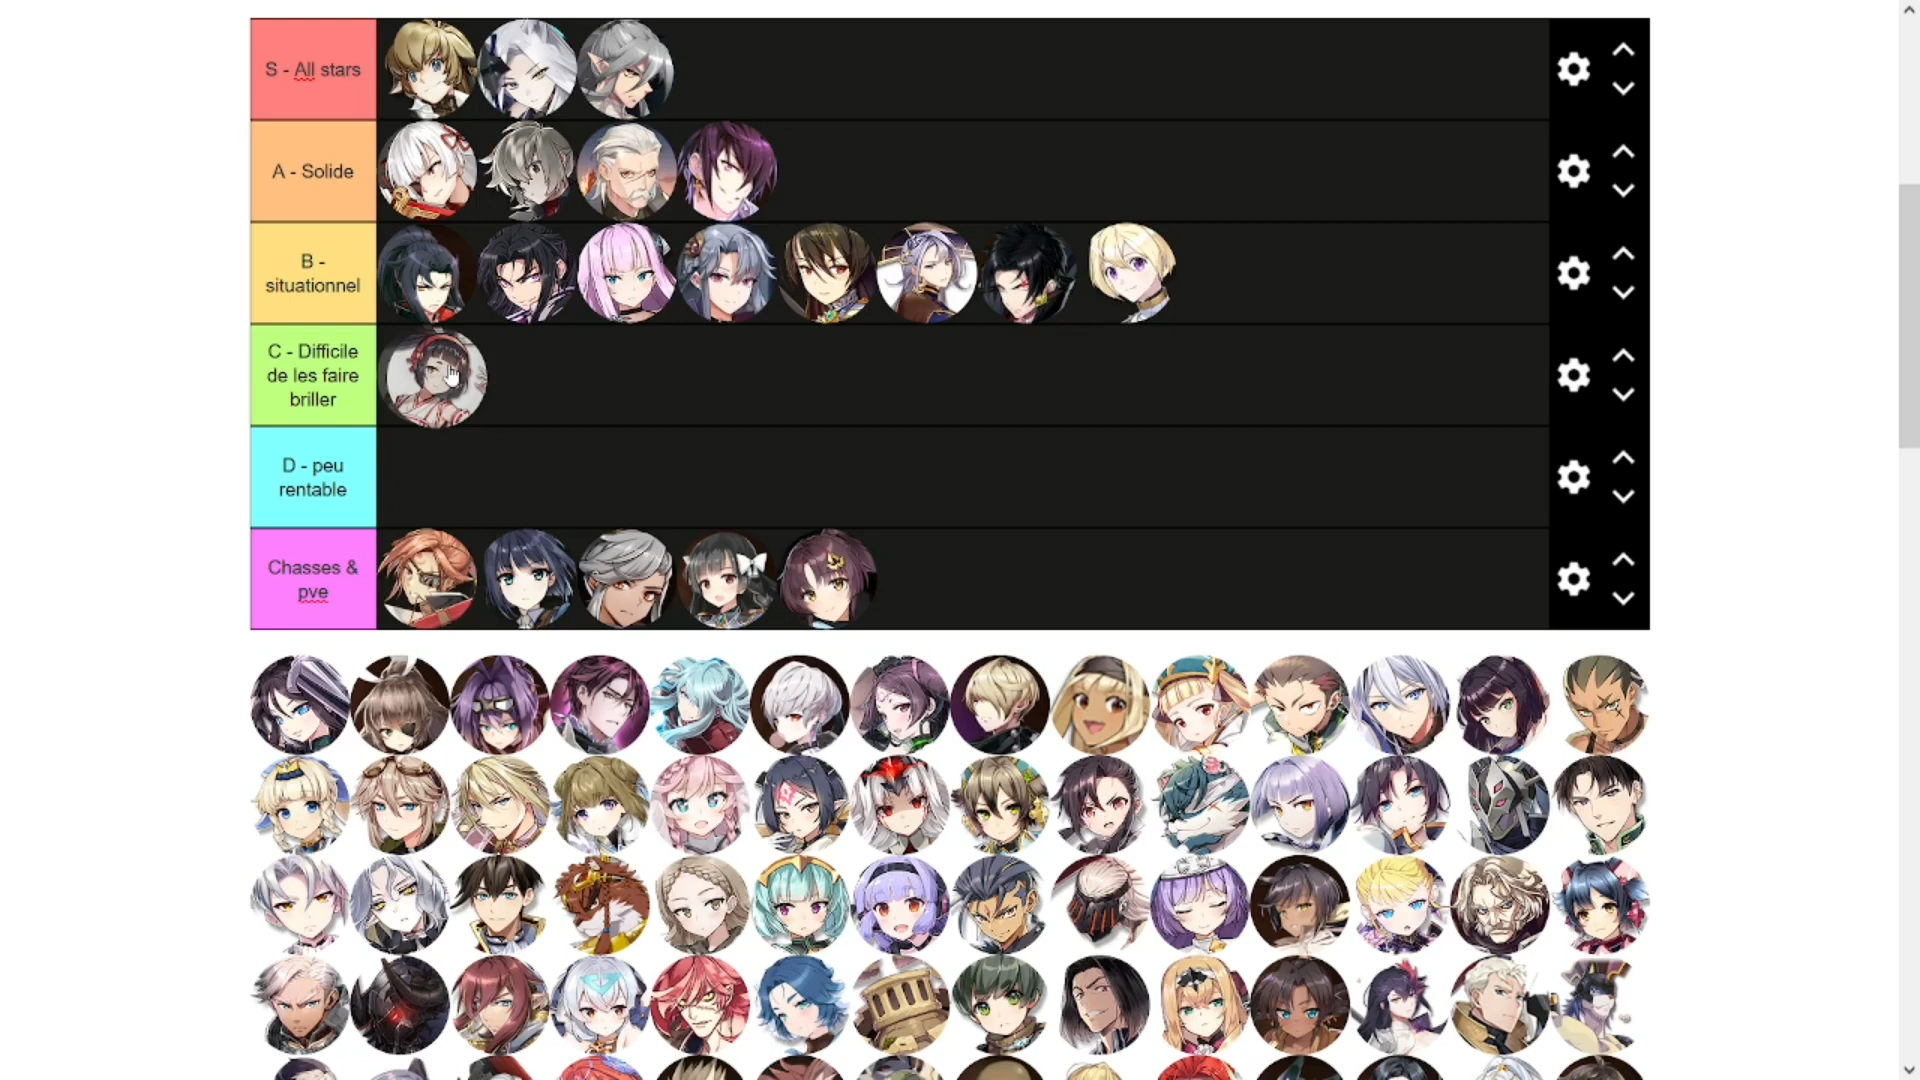 S - All stars
A - Solide
B -
situationnel
C - Difficile
de les faire
briller
D - peu
rentable
Chasses &
pve